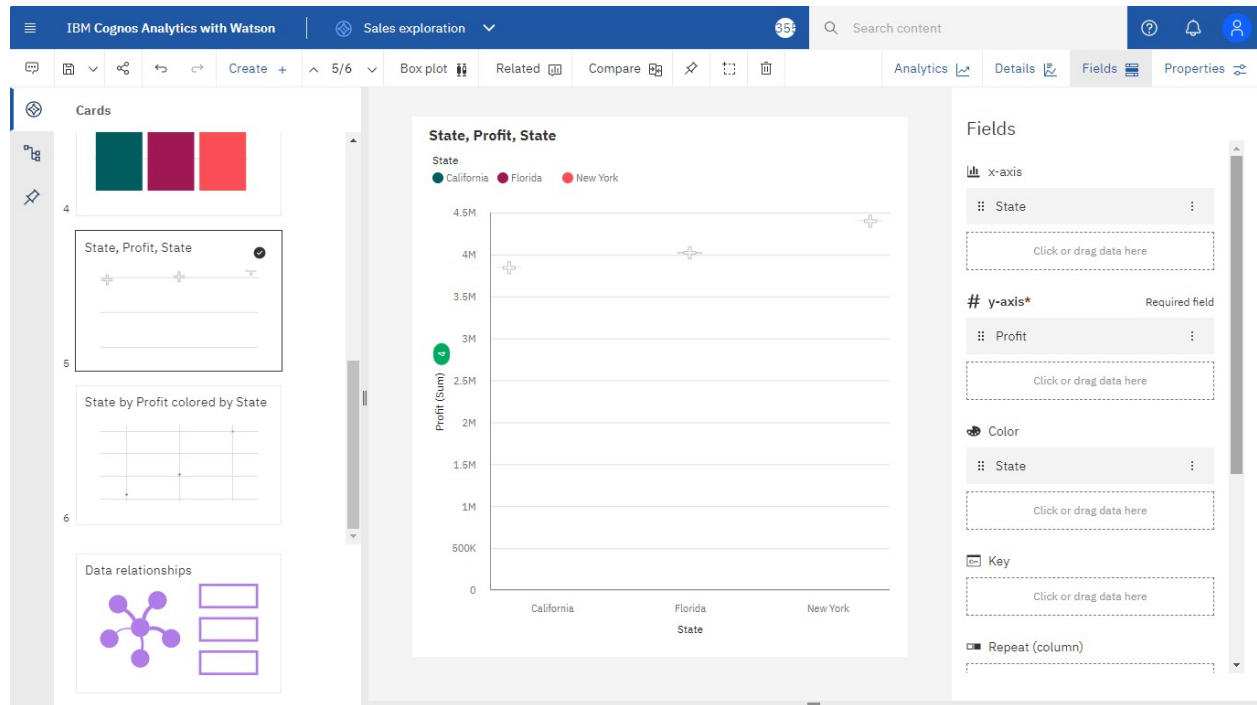 IBM Cognos Analytics with Watson
Sales exploration
Search content
Create +
5/6
Box plot
Related
Compare
Analytics
Details
Fields
Properties
Cards
4
State, Profit, State
5
State by Profit colored by State
6
Data relationships
State, Profit, State
State
California Florida New York
4.5M
4M
3.5M
3M
2.5M
2M
1.5M
1M
500K
0
Profit (Sum)
California Florida New York
State
Fields
x-axis
State
Click or drag data here
# y-axis* Required field
Profit
Click or drag data here
Color
State
Click or drag data here
Key
Click or drag data here
Repeat (column)